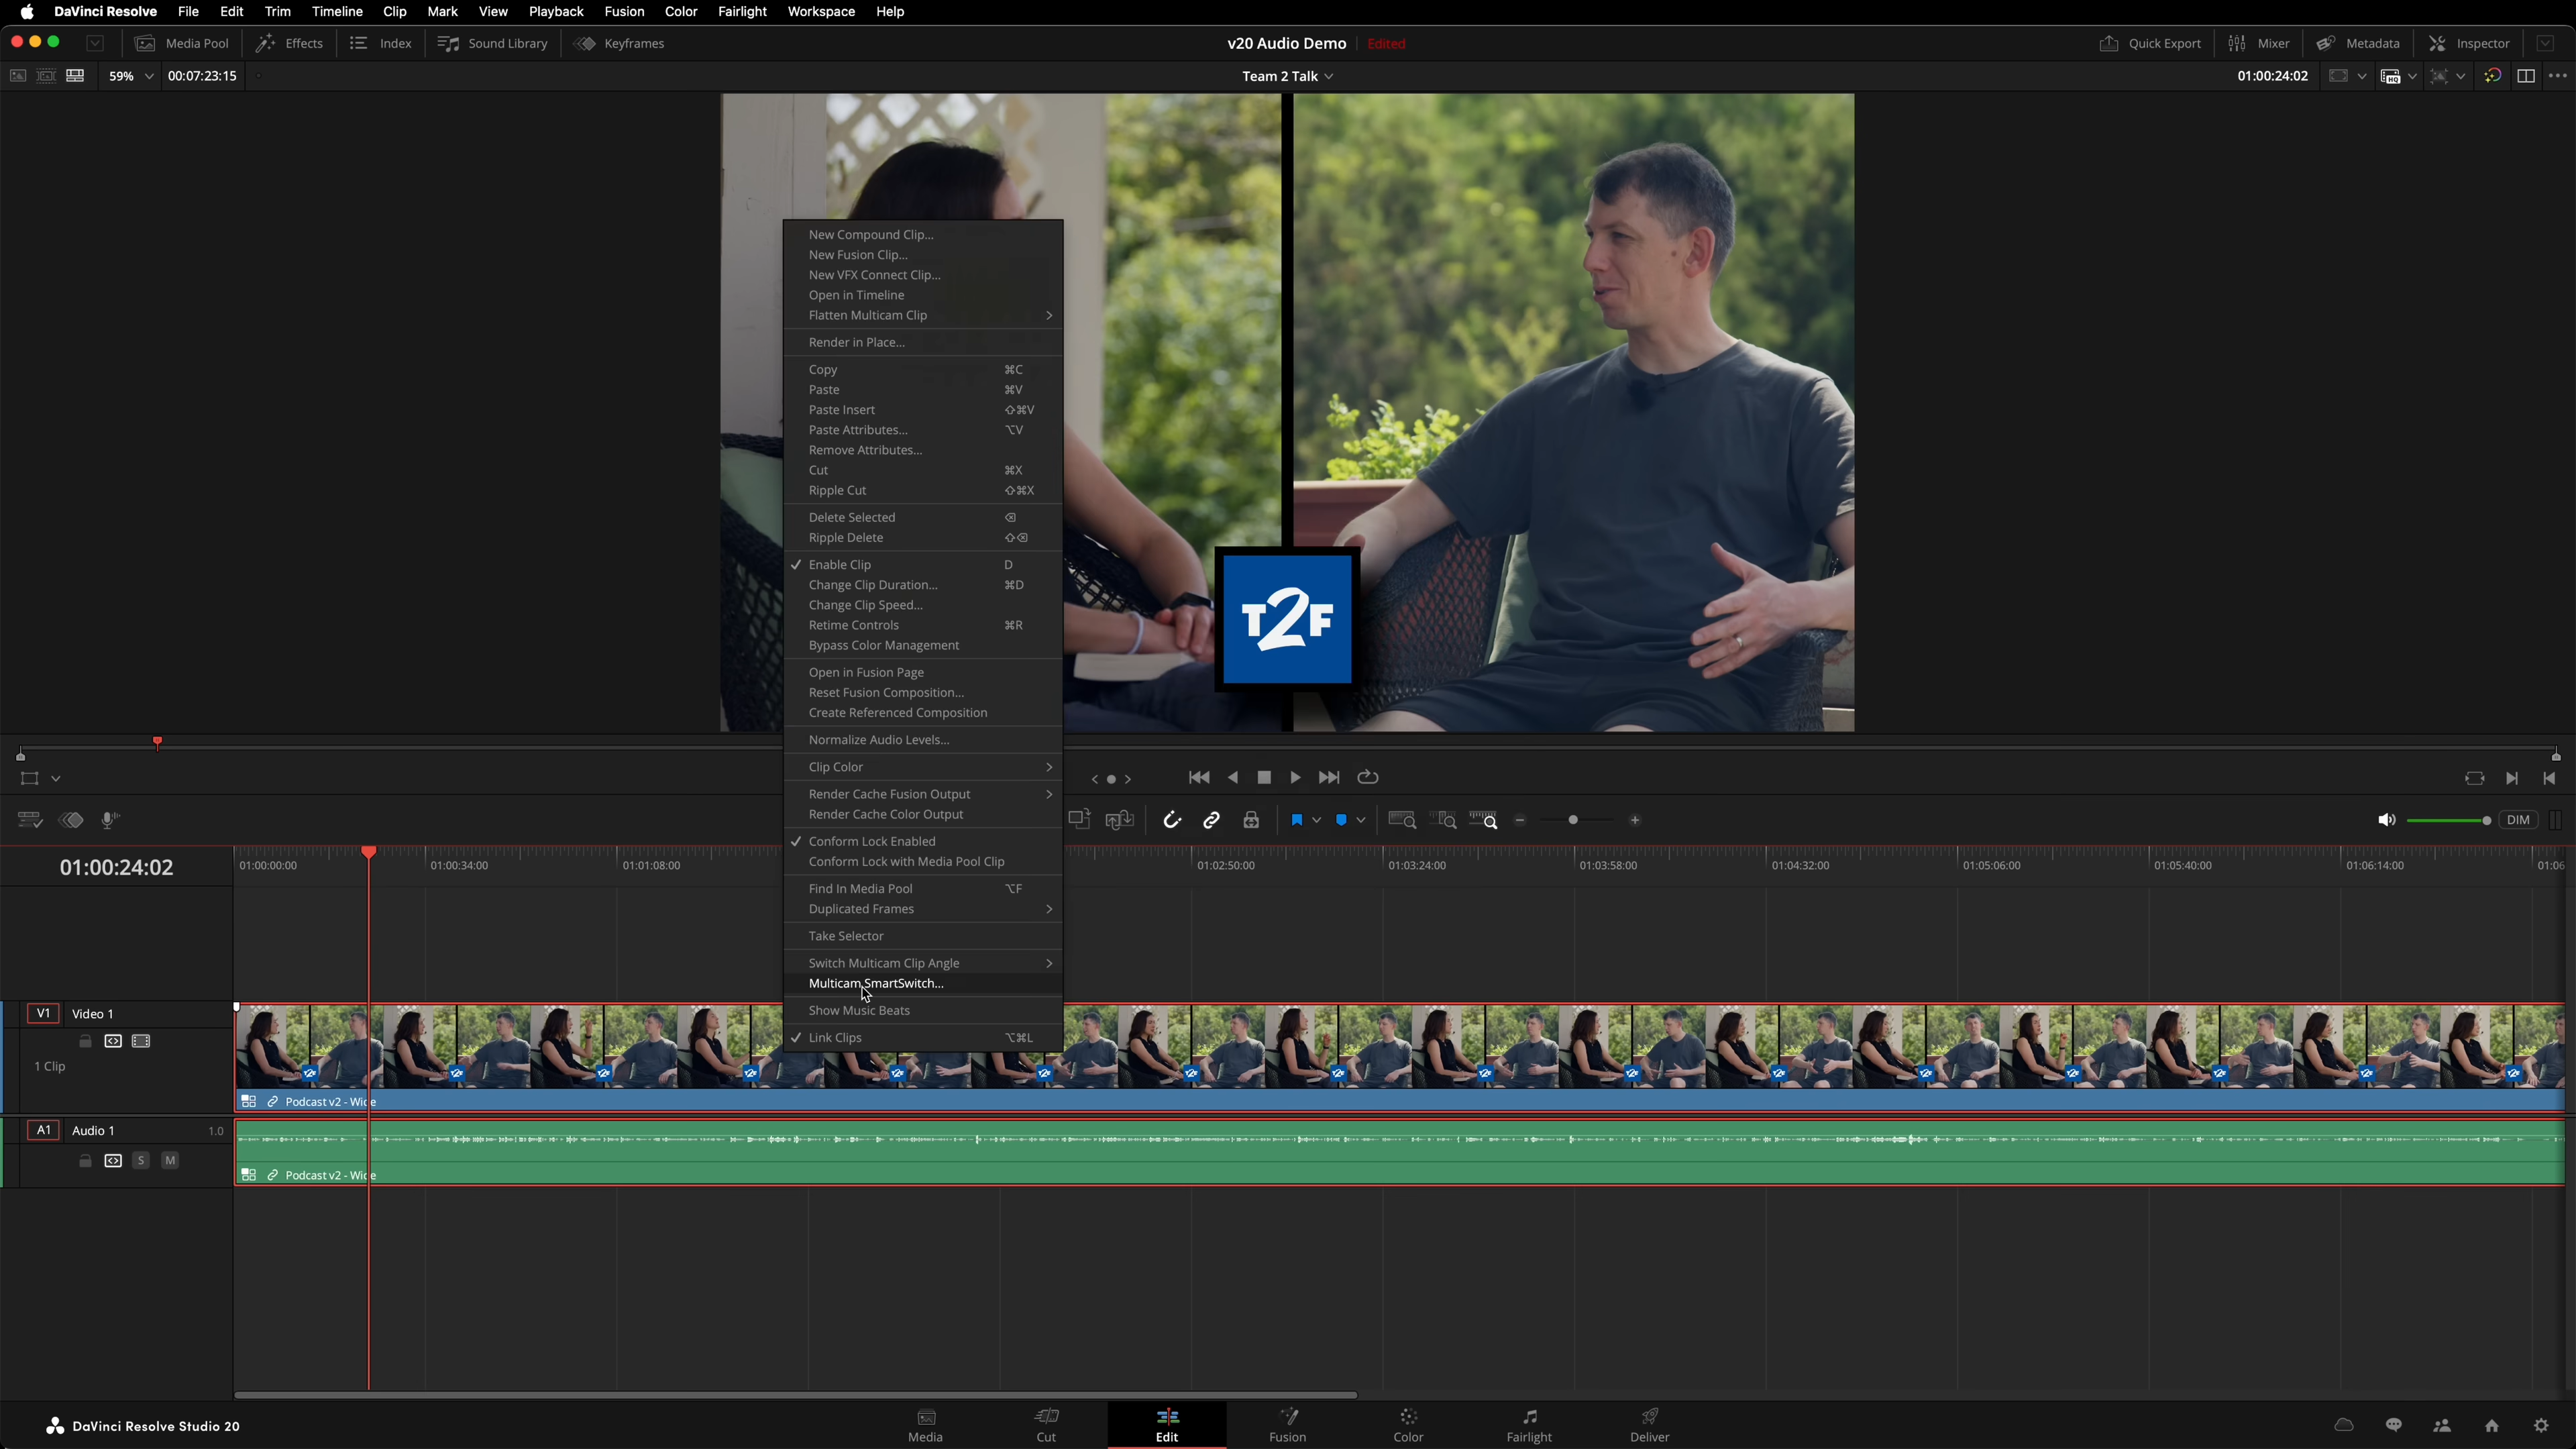 DaVinci Resolve File Edit Trim Timeline Clip Mark View Playback Fusion Color Fairlight Workspace Help
Media Pool Effects Index Sound Library Keyframes v20 Audio Demo Edited Quick Export Mixer Metadata Inspector
59% 00:07:23:15 Team 2 Talk 01:00:24:02
New Compound Clip...
New Fusion Clip...
New VFX Connect Clip...
Open in Timeline
Flatten Multicam Clip
Render in Place...
Copy ⌘C
Paste ⌘V
Paste Insert ⇧⌘V
Paste Attributes... ⌥V
Remove Attributes...
Cut ⌘X
Ripple Cut ⇧⌘X
Delete Selected ⌫
Ripple Delete ⇧⌫
Enable Clip D
Change Clip Duration... ⌘D
Change Clip Speed...
Retime Controls ⌘R
Bypass Color Management
Open in Fusion Page
Reset Fusion Composition...
Create Referenced Composition
Normalize Audio Levels...
Clip Color
Render Cache Fusion Output
Render Cache Color Output
Conform Lock Enabled
Conform Lock with Media Pool Clip
Find In Media Pool ⌥F
Duplicated Frames
Take Selector
Switch Multicam Clip Angle
Multicam SmartSwitch...
Show Music Beats
Link Clips ⌥⌘L
T2F
DIM
01:00:24:02 01:00:00:00 01:00:34:00 01:01:08:00 01:02:50:00 01:03:24:00 01:03:58:00 01:04:32:00 01:05:06:00 01:05:40:00 01:06:14:00 01:06
V1 Video 1
1 Clip
Podcast v2 - Wide
A1 Audio 1 1.0
S M
Podcast v2 - Wide
DaVinci Resolve Studio 20 Media Cut Edit Fusion Color Fairlight Deliver